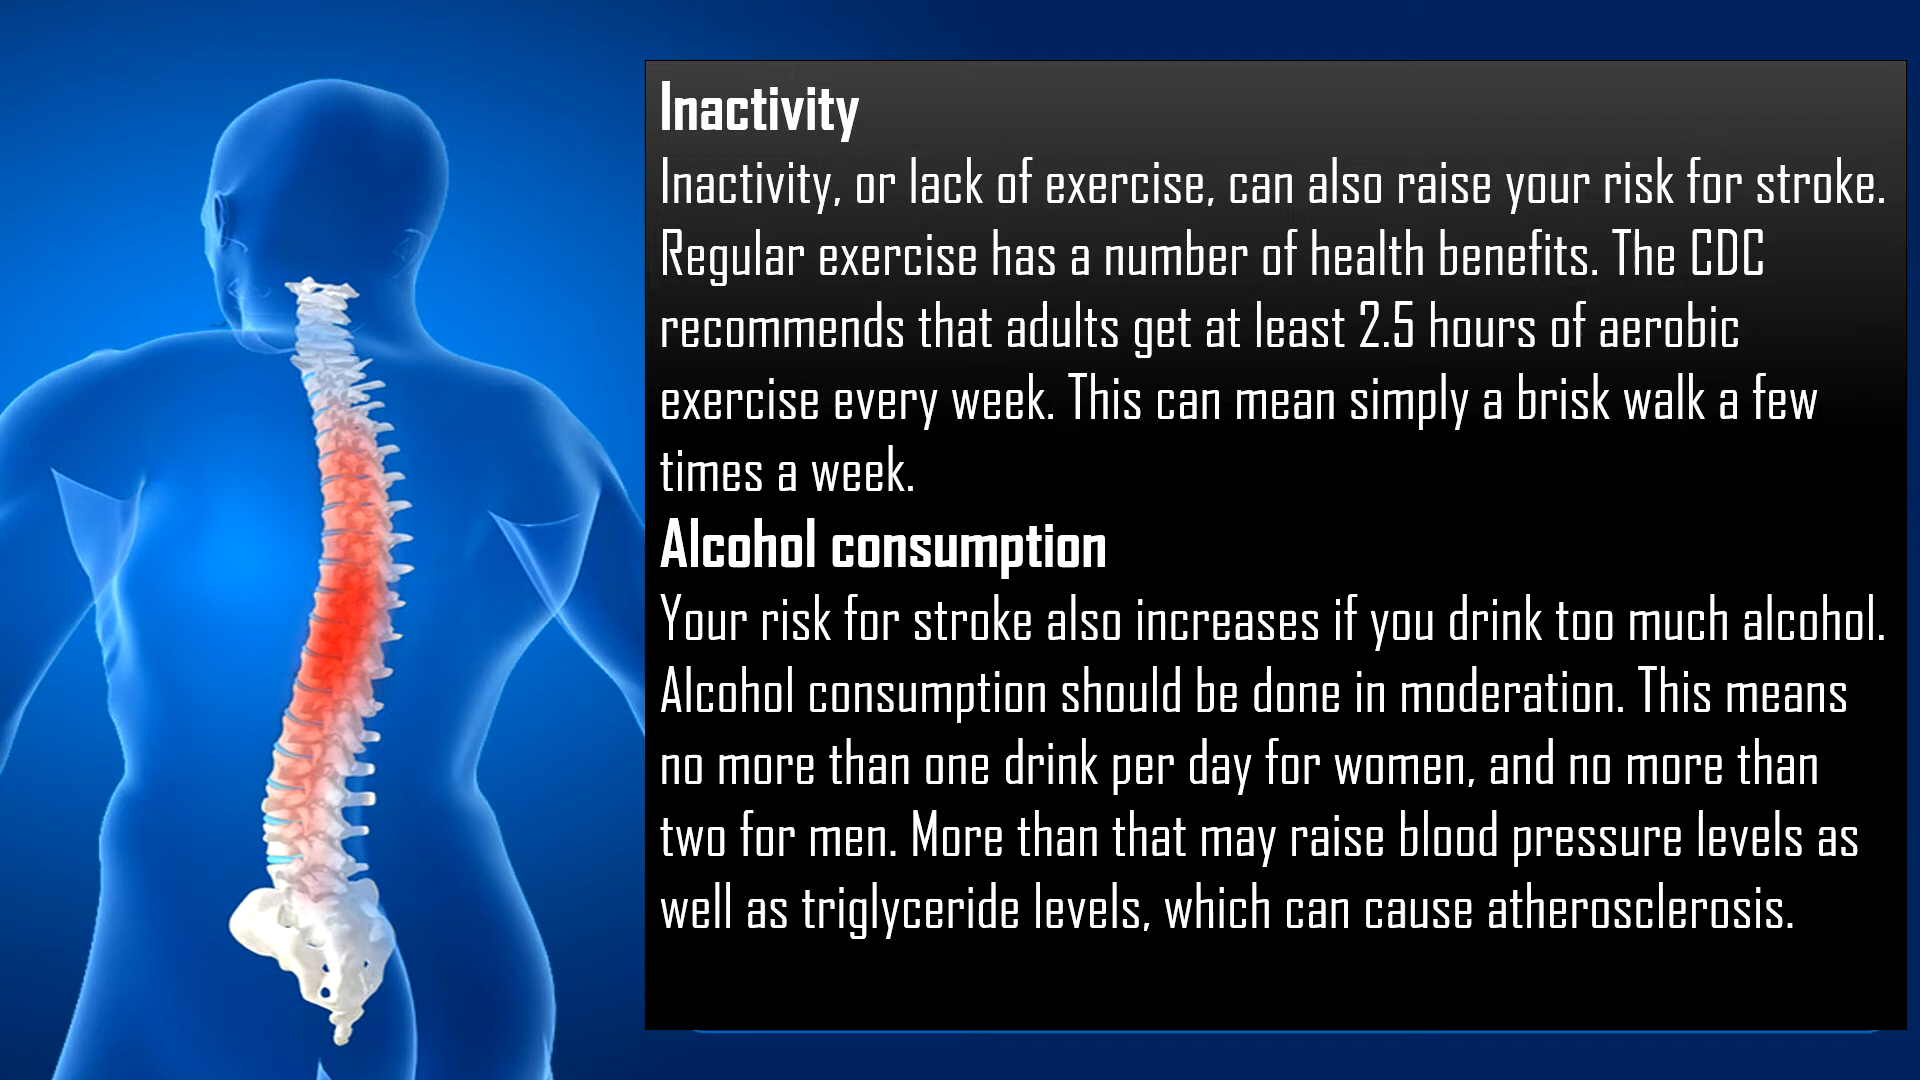 Inactivity
Inactivity, or lack of exercise, can also raise your risk for stroke.
Regular exercise has a number of health benefits. The CDC
recommends that adults get at least 2.5 hours of aerobic
exercise every week. This can mean simply a brisk walk a few
times a week.
Alcohol consumption
Your risk for stroke also increases if you drink too much alcohol.
Alcohol consumption should be done in moderation. This means
no more than one drink per day for women, and no more than
two for men. More than that may raise blood pressure levels as
well as triglyceride levels, which can cause atherosclerosis.